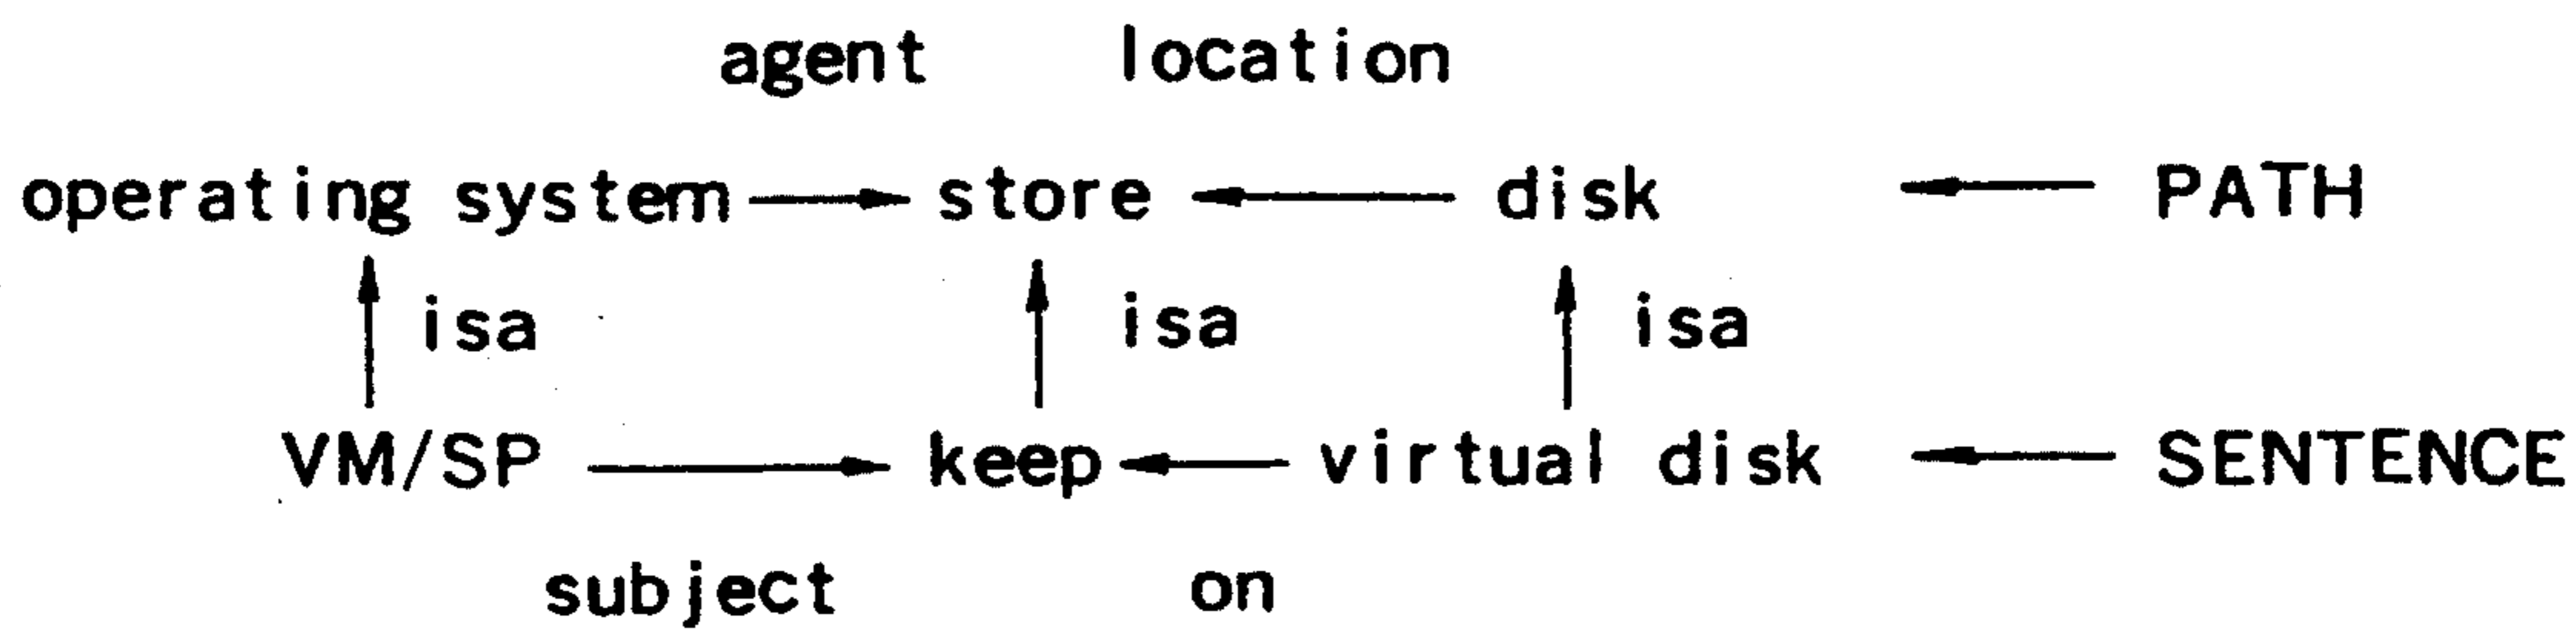 agent location
operating system store disk PATH
isa isa isa
VM/SP keep virtual disk SENTENCE
subject on